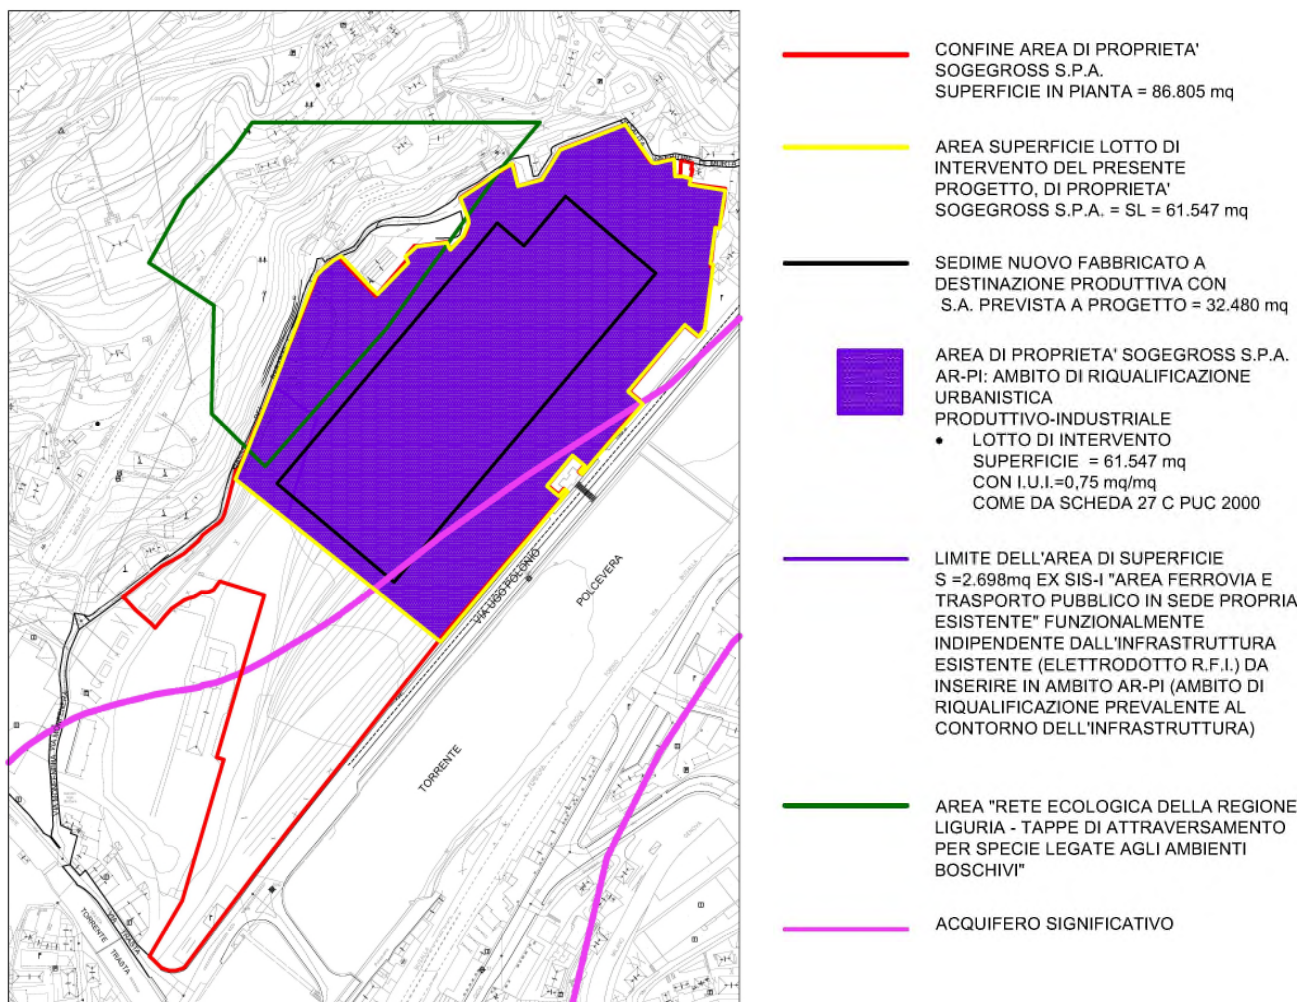 CONFINE AREA DI PROPRIETA'
SOGEGROSS S.P.A.
SUPERFICIE IN PIANTA = 86.805 mq
AREA SUPERFICIE LOTTO DI
INTERVENTO DEL PRESENTE
PROGETTO, DI PROPRIETA'
SOGEGROSS S.P.A. = SL = 61.547 mq
SEDIME NUOVO FABBRICATO A
DESTINAZIONE PRODUTTIVA CON
S.A. PREVISTA A PROGETTO = 32.480 mq
AREA DI PROPRIETA' SOGEGROSS S.P.A.
AR-PI: AMBITO DI RIQUALIFICAZIONE
URBANISTICA
PRODUTTIVO-INDUSTRIALE
• LOTTO DI INTERVENTO
SUPERFICIE = 61.547 mq
CON I.U.I.=0,75 mq/mq
COME DA SCHEDA 27 C PUC 2000
LIMITE DELL'AREA DI SUPERFICIE
S =2.698mq EX SIS-I "AREA FERROVIA E
TRASPORTO PUBBLICO IN SEDE PROPRIA
ESISTENTE" FUNZIONALMENTE
INDIPENDENTE DALL'INFRASTRUTTURA
ESISTENTE (ELETTRODOTTO R.F.I.) DA
INSERIRE IN AMBITO AR-PI (AMBITO DI
RIQUALIFICAZIONE PREVALENTE AL
CONTORNO DELL'INFRASTRUTTURA)
AREA "RETE ECOLOGICA DELLA REGIONE
LIGURIA - TAPPE DI ATTRAVERSAMENTO
PER SPECIE LEGATE AGLI AMBIENTI
BOSCHIVI"
ACQUIFERO SIGNIFICATIVO
VIA UGO POLONIO
POLCEVERA
TORRENTE
TORRENTE
TRASTA
VIA
TRASTA